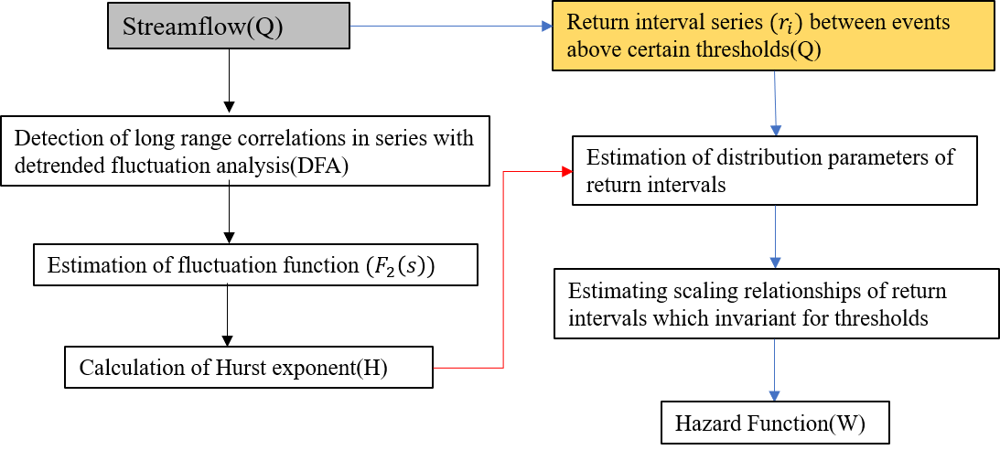 Streamflow(Q)
Detection of long range correlations in series with
detrended fluctuation analysis(DFA)
Estimation of fluctuation function (𝐹₂(𝑠))
Calculation of Hurst exponent(H)
Return interval series (𝑟ᵢ) between events
above certain thresholds(Q)
Estimation of distribution parameters of
return intervals
Estimating scaling relationships of return
intervals which invariant for thresholds
Hazard Function(W)